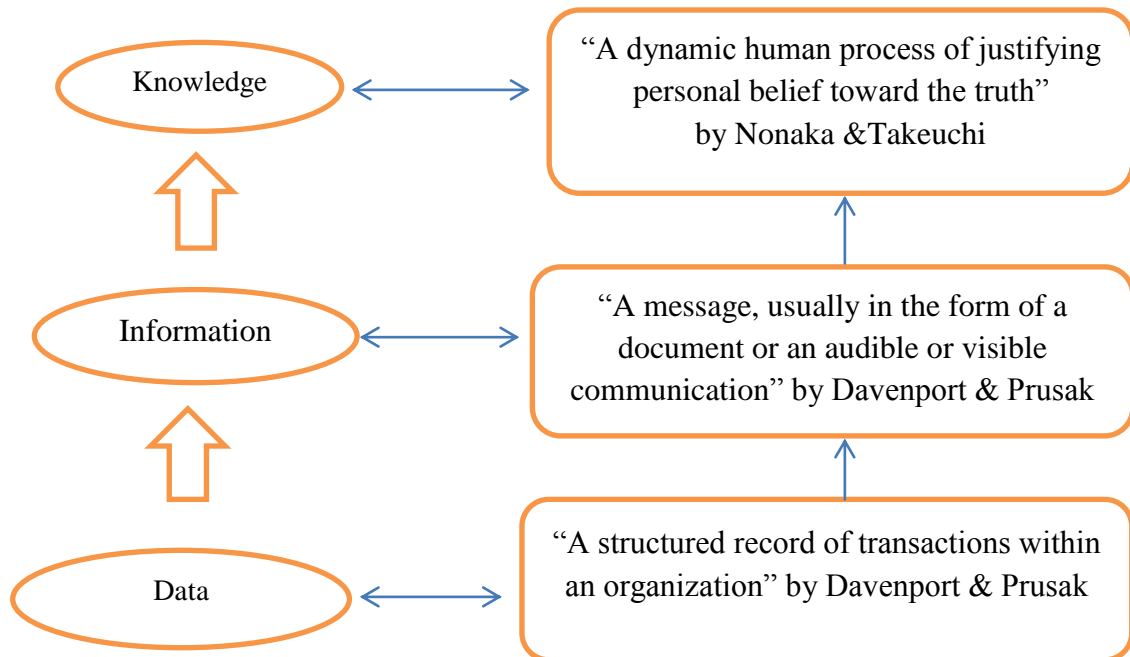 Knowledge
“A dynamic human process of justifying
personal belief toward the truth”
by Nonaka &Takeuchi
Information
“A message, usually in the form of a
document or an audible or visible
communication” by Davenport & Prusak
Data
“A structured record of transactions within
an organization” by Davenport & Prusak